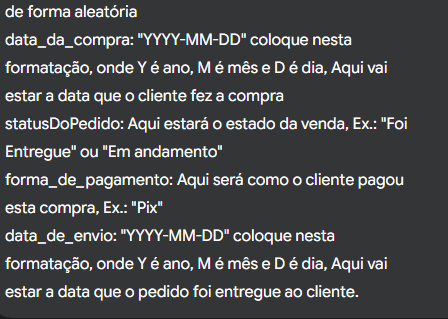 de forma aleatória
data_da_compra: "YYYY-MM-DD" coloque nesta
formatação, onde Y é ano, M é mês e D é dia, Aqui vai
estar a data que o cliente fez a compra
statusDoPedido: Aqui estará o estado da venda, Ex.: "Foi
Entregue" ou "Em andamento"
forma_de_pagamento: Aqui será como o cliente pagou
esta compra, Ex.: "Pix"
data_de_envio: "YYYY-MM-DD" coloque nesta
formatação, onde Y é ano, M é mês e D é dia, Aqui vai
estar a data que o pedido foi entregue ao cliente.